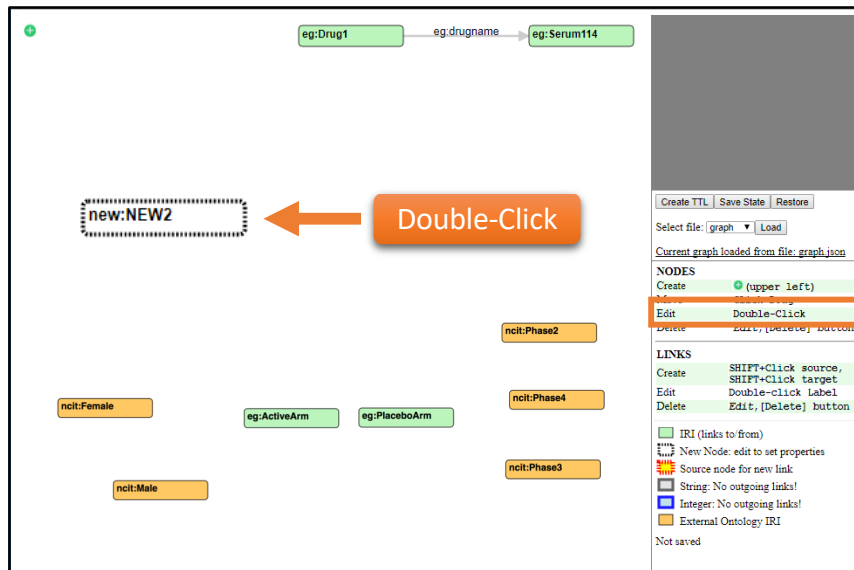 eg:Drug1 eg:drugname eg:Serum114
new:NEW2
Double-Click
ncit:Phase2
ncit:Phase4
ncit:Female
eg:ActiveArm eg:PlaceboArm
ncit:Phase3
ncit:Male
Create TTL Save State Restore
Select file: graph Load
Current graph loaded from file: graph.json
NODES
Create (upper left)
Edit Double-Click
Delete Edit,[Delete] button
LINKS
Create SHIFT+Click source,
SHIFT+Click target
Edit Double-click Label
Delete Edit,[Delete] button
IRI (links to/from)
New Node: edit to set properties
Source node for new link
String: No outgoing links!
Integer: No outgoing links!
External Ontology IRI
Not saved